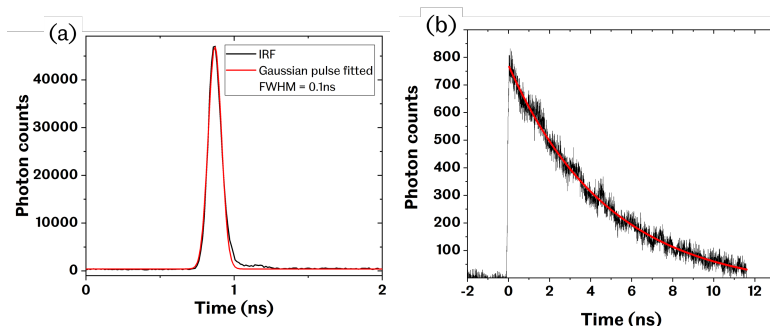 (a)
IRF
Gaussian pulse fitted
FWHM = 0.1ns
Photon counts
40000
30000
20000
10000
0
0
1
2
Time (ns)
(b)
Photon counts
800
700
600
500
400
300
200
100
-2
0
2
4
6
8
10
12
Time (ns)